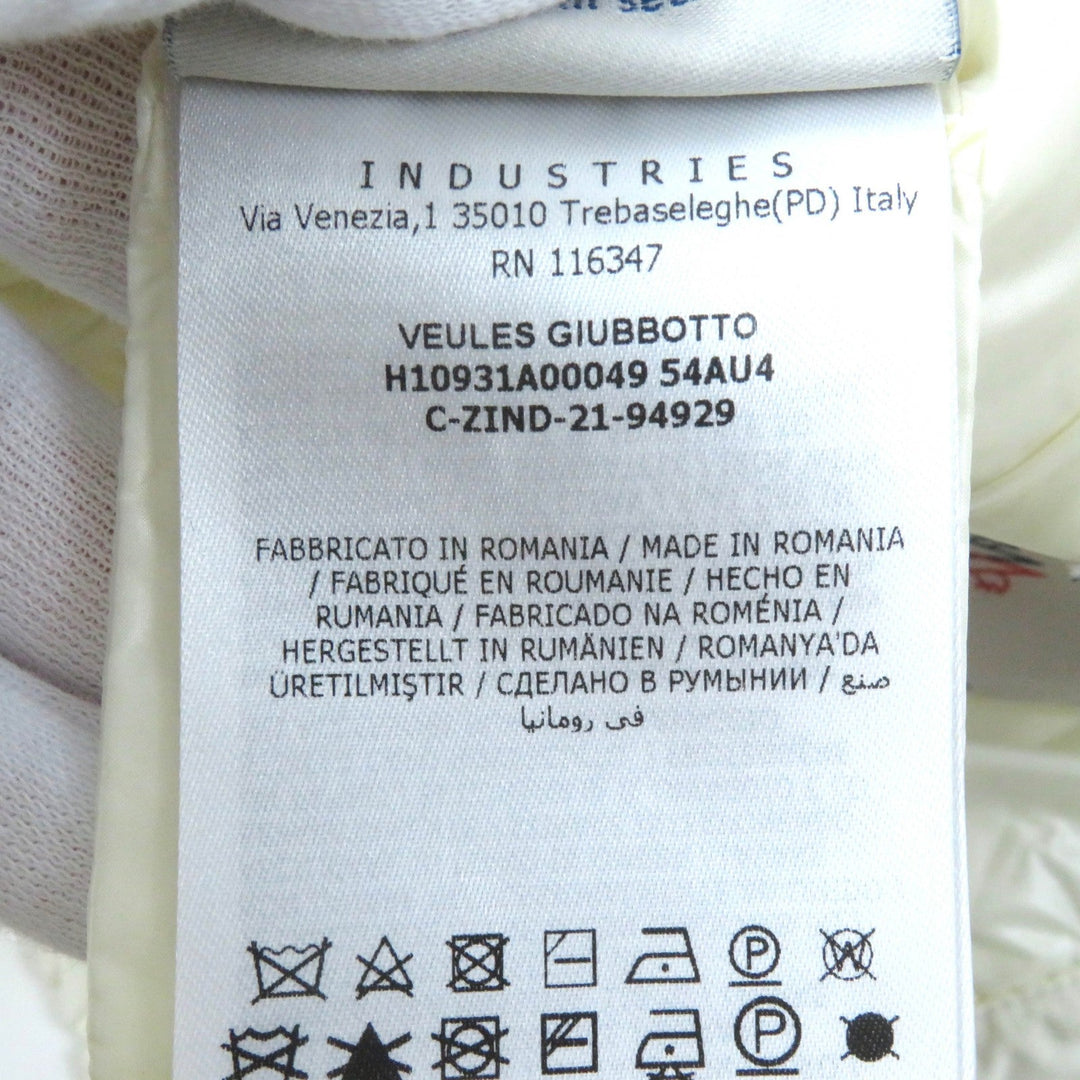 INDUSTRIES
Via Venezia,1 35010 Trebaseleghe(PD) Italy
RN 116347
VEULES GIUBBOTTO
H10931A00049 54AU4
C-ZIND-21-94929
FABBRICATO IN ROMANIA / MADE IN ROMANIA
/ FABRIQUÉ EN ROUMANIE / HECHO EN
RUMANIA / FABRICADO NA ROMÉNIA /
HERGESTELLT IN RUMÄNIEN / ROMANYA'DA
ÜRETILMIŞTIR / СДЕЛАНО В РУМЫНИИ / صنع
في رومانيا
P W
P